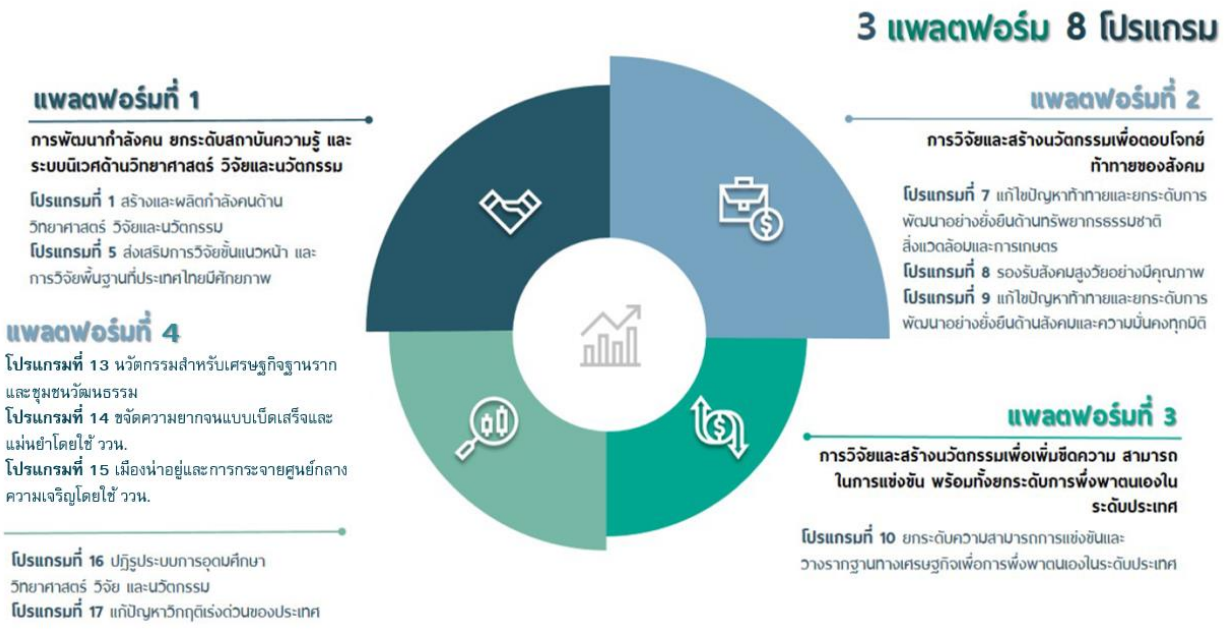 3 แพลตฟอร์ม 8 โปรแกรม
แพลตฟอร์มที่ 1
การพัฒนากำลังคน ยกระดับสถาบันความรู้ และ
ระบบนิเวศด้านวิทยาศาสตร์ วิจัยและนวัตกรรม
โปรแกรมที่ 1 สร้างและผลิตกำลังคนด้าน
วิทยาศาสตร์ วิจัยและนวัตกรรม
โปรแกรมที่ 5 ส่งเสริมการวิจัยขั้นแนวหน้า และ
การวิจัยพื้นฐานที่ประเทศไทยมีศักยภาพ
แพลตฟอร์มที่ 2
การวิจัยและสร้างนวัตกรรมเพื่อตอบโจทย์
ท้าทายของสังคม
โปรแกรมที่ 7 แก้ไขปัญหาท้าทายและยกระดับการ
พัฒนาอย่างยั่งยืนด้านทรัพยากรธรรมชาติ
สิ่งแวดล้อมและการเกษตร
โปรแกรมที่ 8 รองรับสังคมสูงวัยอย่างมีคุณภาพ
โปรแกรมที่ 9 แก้ไขปัญหาท้าทายและยกระดับการ
พัฒนาอย่างยั่งยืนด้านสังคมและความมั่นคงทุกมิติ
แพลตฟอร์มที่ 4
โปรแกรมที่ 13 นวัตกรรมสำหรับเศรษฐกิจฐานราก
และชุมชนวัฒนธรรม
โปรแกรมที่ 14 ขจัดความยากจนแบบเบ็ดเสร็จและ
แม่นยำโดยใช้ ววน.
โปรแกรมที่ 15 เมืองน่าอยู่และการกระจายศูนย์กลาง
ความเจริญโดยใช้ ววน.
โปรแกรมที่ 16 ปฏิรูประบบการอุดมศึกษา
วิทยาศาสตร์ วิจัย และนวัตกรรม
โปรแกรมที่ 17 แก้ปัญหาวิกฤติเร่งด่วนของประเทศ
แพลตฟอร์มที่ 3
การวิจัยและสร้างนวัตกรรมเพื่อเพิ่มขีดความ สามารถ
ในการแข่งขัน พร้อมทั้งยกระดับการพึ่งพาตนเองใน
ระดับประเทศ
โปรแกรมที่ 10 ยกระดับความสามารถการแข่งขันและ
วางรากฐานทางเศรษฐกิจเพื่อการพึ่งพาตนเองในระดับประเทศ